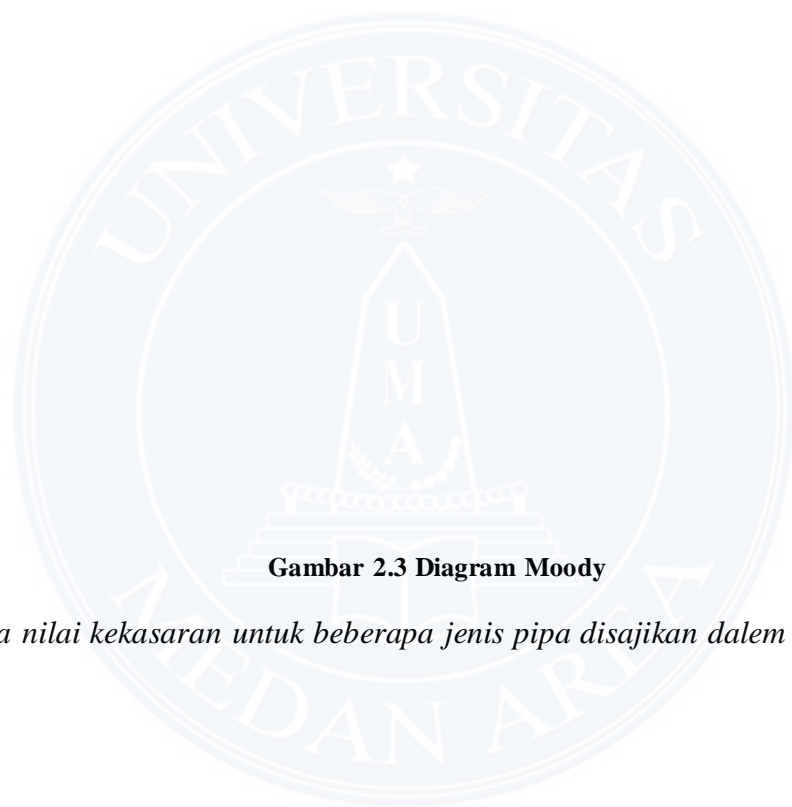 UNIVERSITAS
U
M
A
Gambar 2.3 Diagram Moody
a nilai kekasaran untuk beberapa jenis pipa disajikan dalem
MEDAN AREA